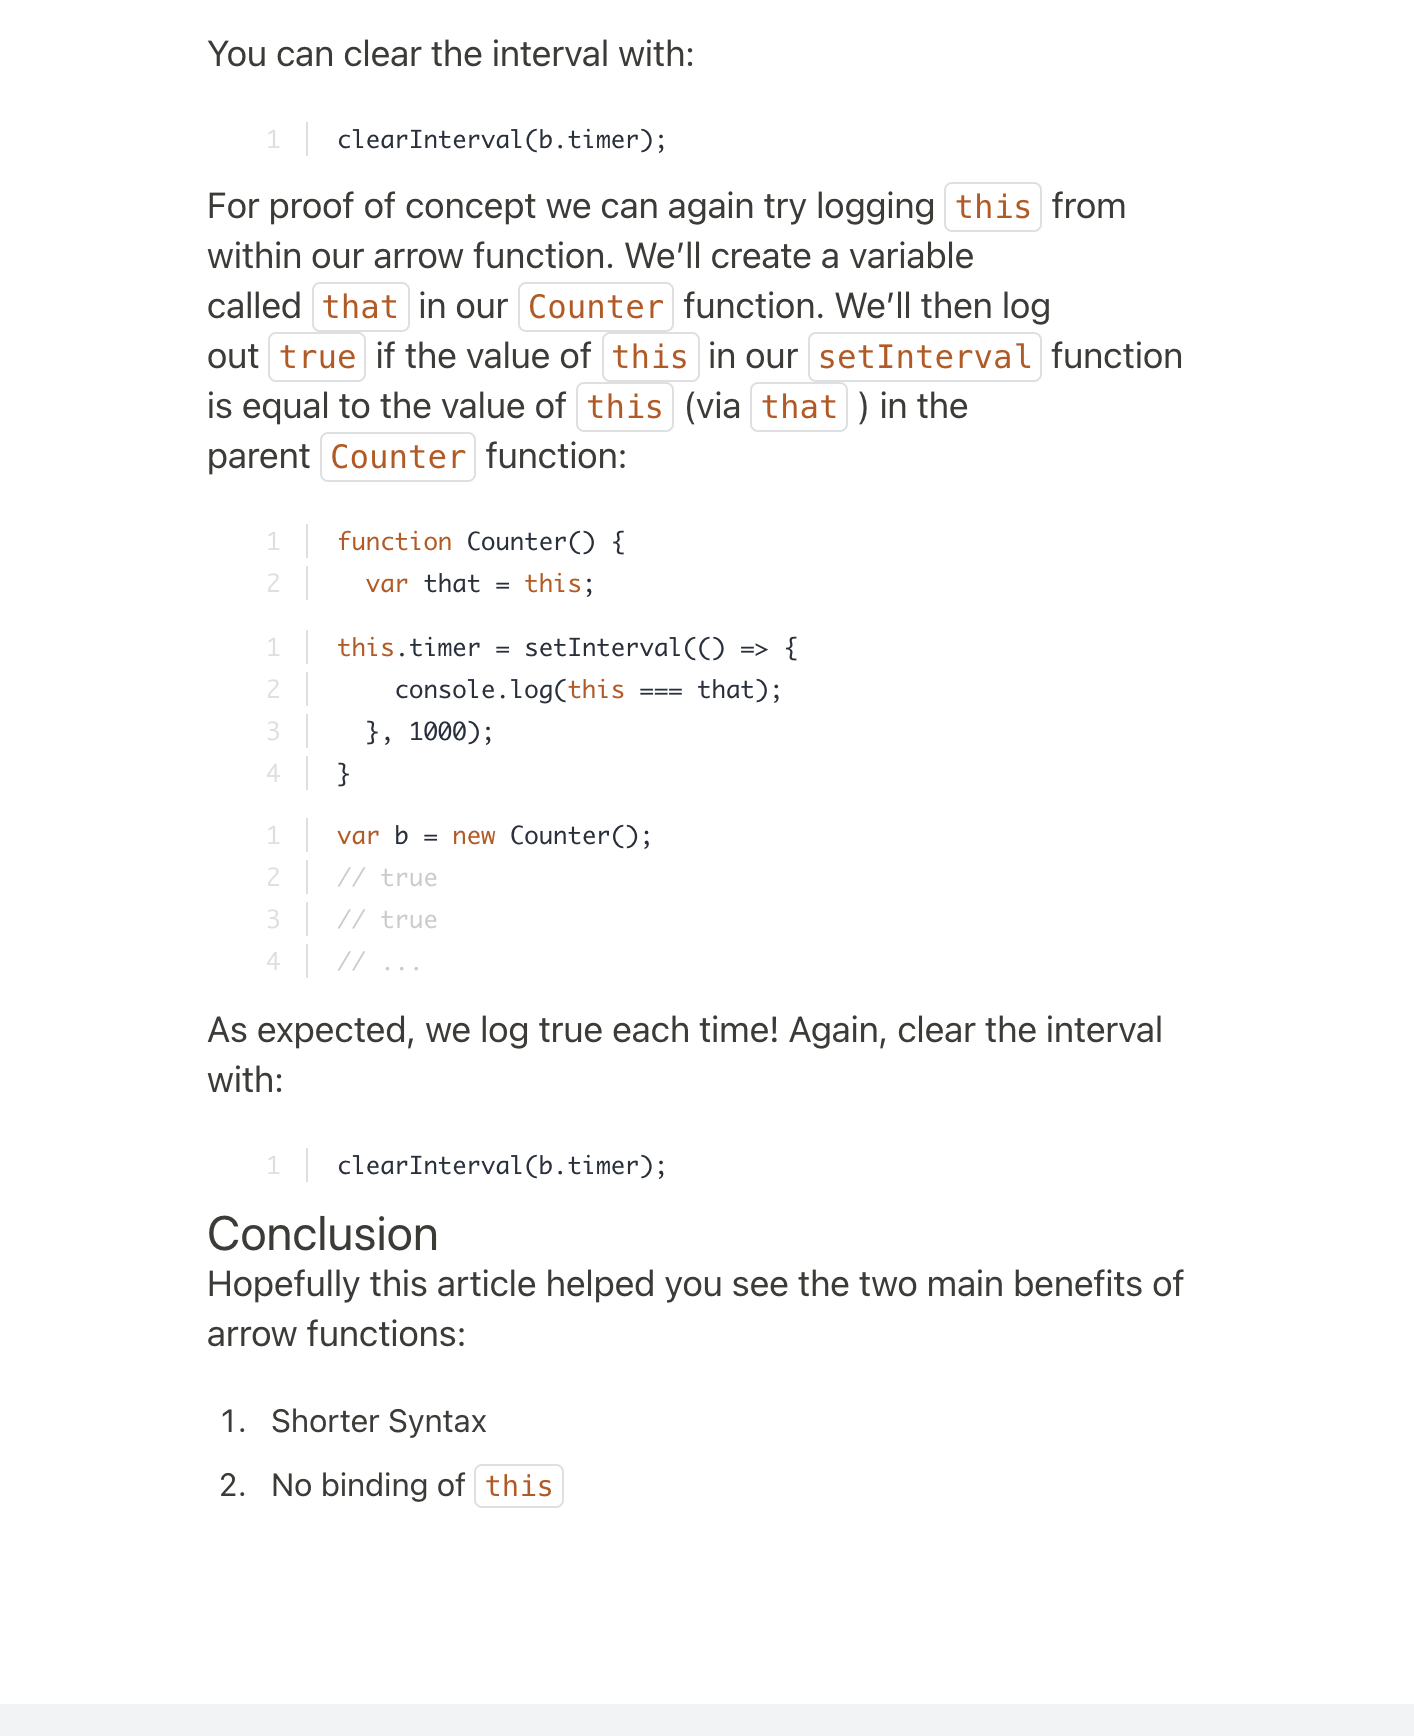 You can clear the interval with:
1 clearInterval(b.timer);
For proof of concept we can again try logging this from
within our arrow function. We’ll create a variable
called that in our Counter function. We’ll then log
out true if the value of this in our setInterval function
is equal to the value of this (via that ) in the
parent Counter function:
1 function Counter() {
2   var that = this;
1 this.timer = setInterval(() => {
2     console.log(this === that);
3   }, 1000);
4 }
1 var b = new Counter();
2 // true
3 // true
4 // ...
As expected, we log true each time! Again, clear the interval
with:
1 clearInterval(b.timer);
Conclusion
Hopefully this article helped you see the two main benefits of
arrow functions:
1. Shorter Syntax
2. No binding of this